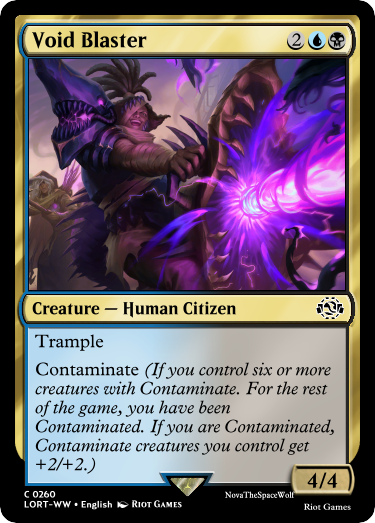 Void Blaster 2
Creature — Human Citizen
Trample
Contaminate (If you control six or more
creatures with Contaminate. For the rest
of the game, you have been
Contaminated. If you are Contaminated,
Contaminate creatures you control get
+2/+2.)
4/4
C 0260
LORT-WW • English Riot Games
NovaTheSpaceWolf
Riot Games